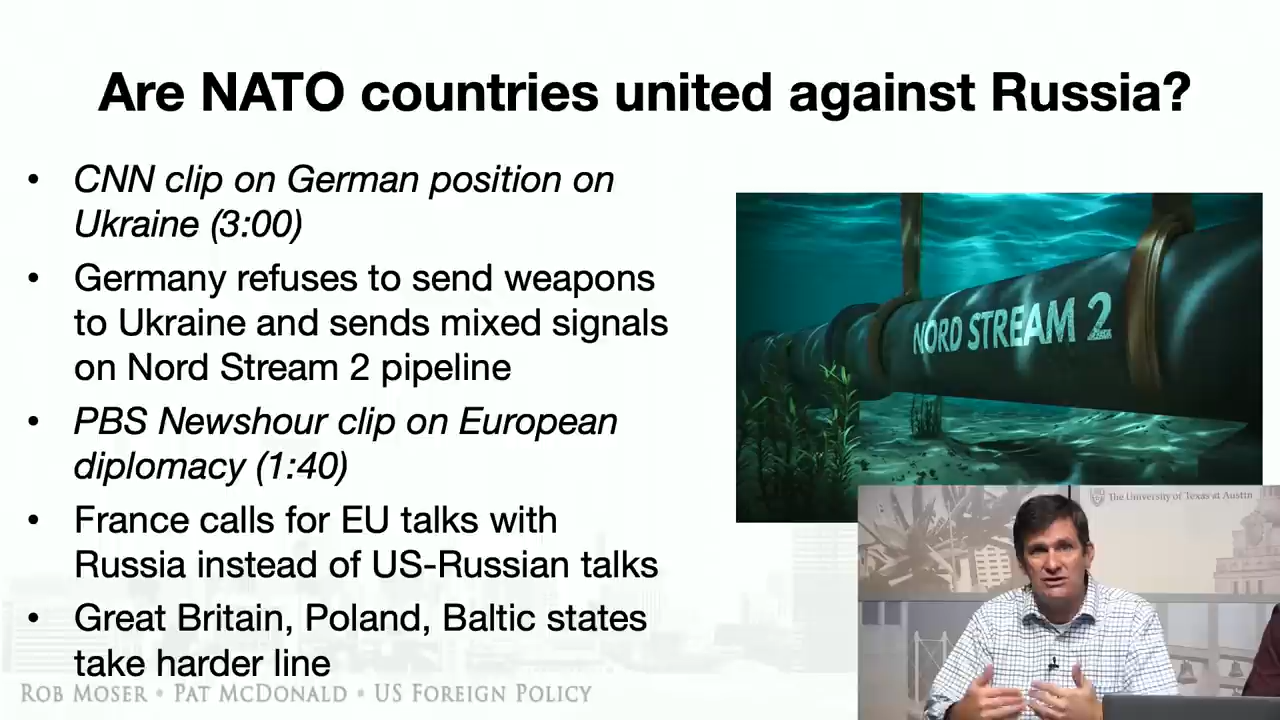 Are NATO countries united against Russia?
• CNN clip on German position on
Ukraine (3:00)
• Germany refuses to send weapons
to Ukraine and sends mixed signals
on Nord Stream 2 pipeline
• PBS Newshour clip on European
diplomacy (1:40)
• France calls for EU talks with
Russia instead of US-Russian talks
• Great Britain, Poland, Baltic states
take harder line
NORD STREAM 2
The University of Texas at Austin
ROB MOSER • PAT MCDONALD • US FOREIGN POLICY